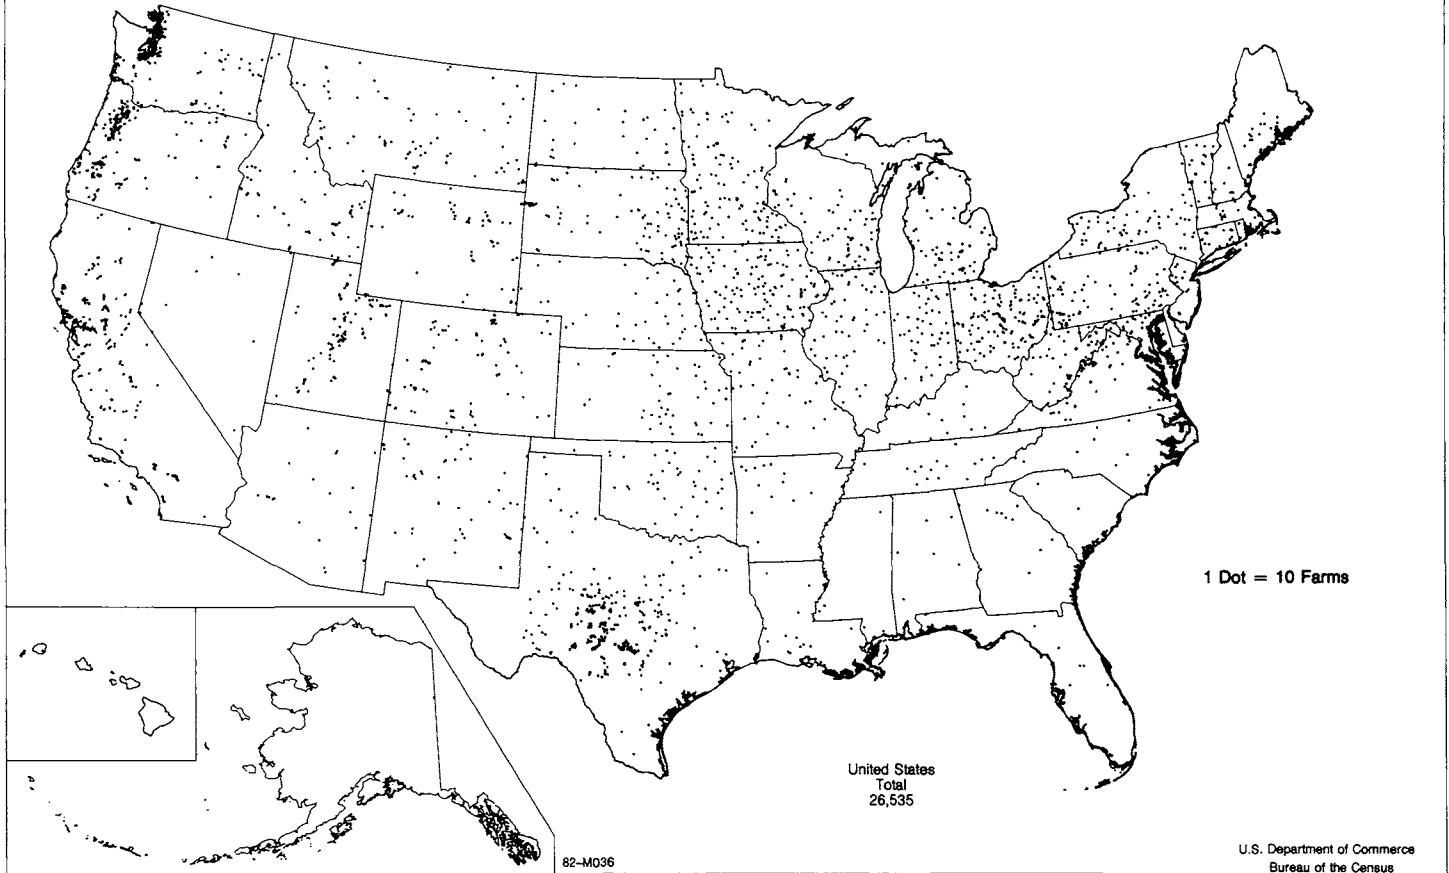 1 Dot = 10 Farms
United States
Total
26,535
82-M036
U.S. Department of Commerce
Bureau of the Census